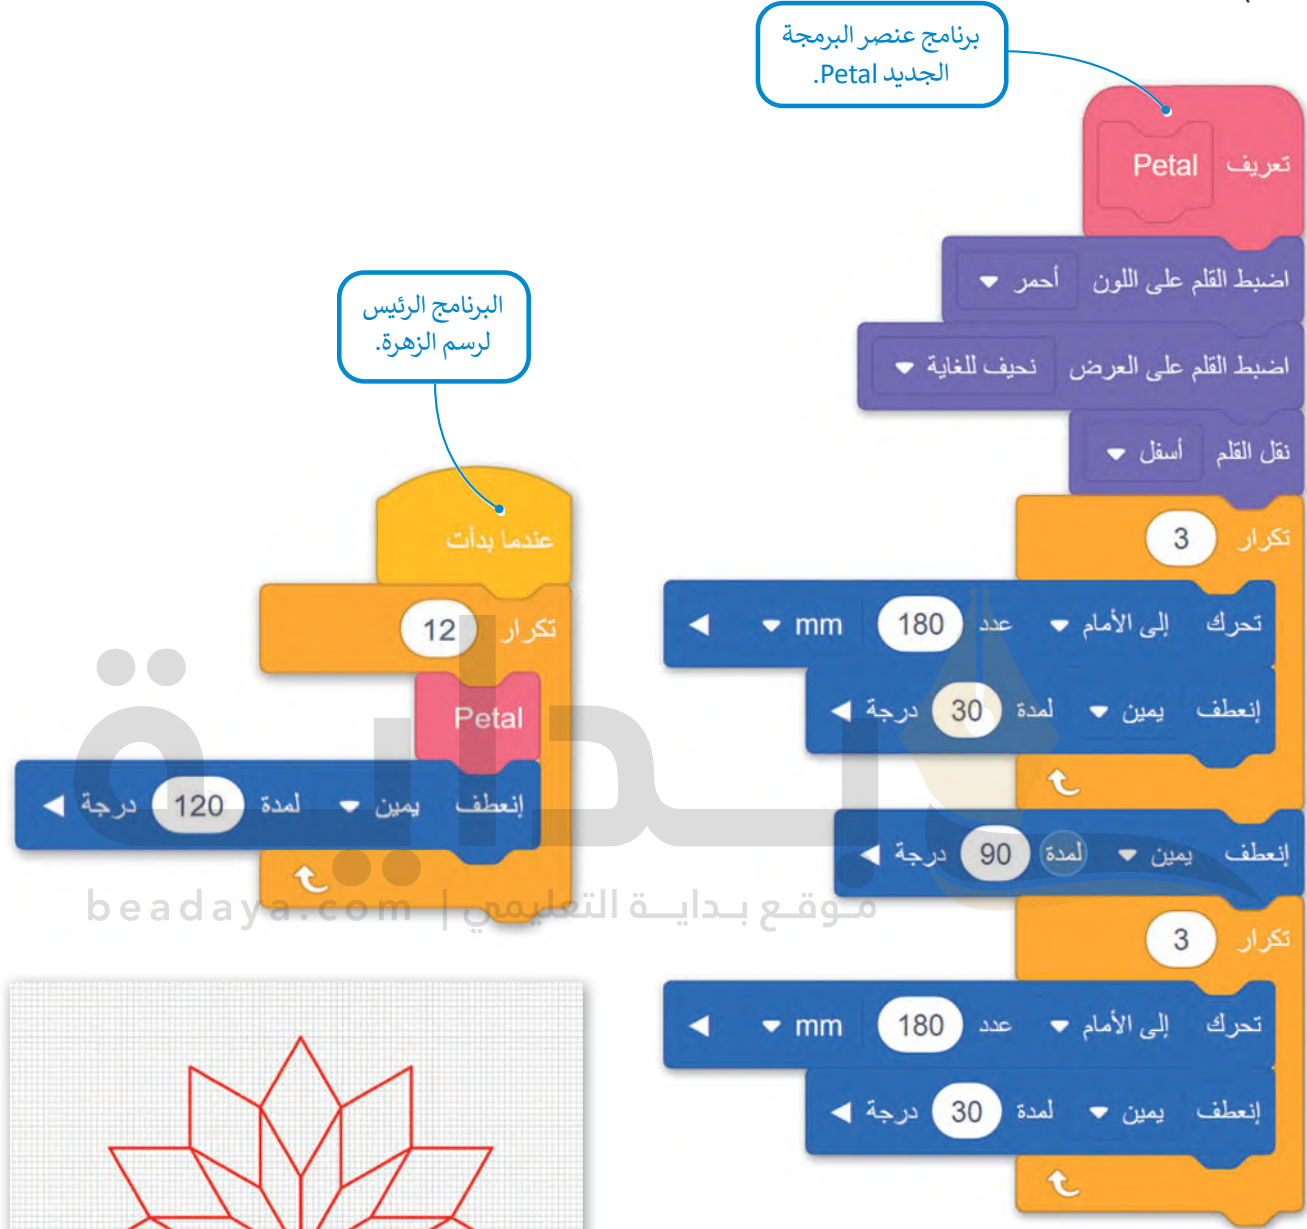 برنامج عنصر البرمجة
الجديد Petal.
تعريف Petal
اضبط القلم على اللون أحمر
اضبط القلم على العرض نحيف للغاية
نقل القلم أسفل
تكرار 3
تحرك إلى الأمام عدد 180 mm
إنعطف يمين لمدة 30 درجة
إنعطف يمين لمدة 90 درجة
تكرار 3
تحرك إلى الأمام عدد 180 mm
إنعطف يمين لمدة 30 درجة
البرنامج الرئيس
لرسم الزهرة.
عندما بدأت
تكرار 12
Petal
إنعطف يمين لمدة 120 درجة
بداية
موقع بداية التعليمي | beadaya.com